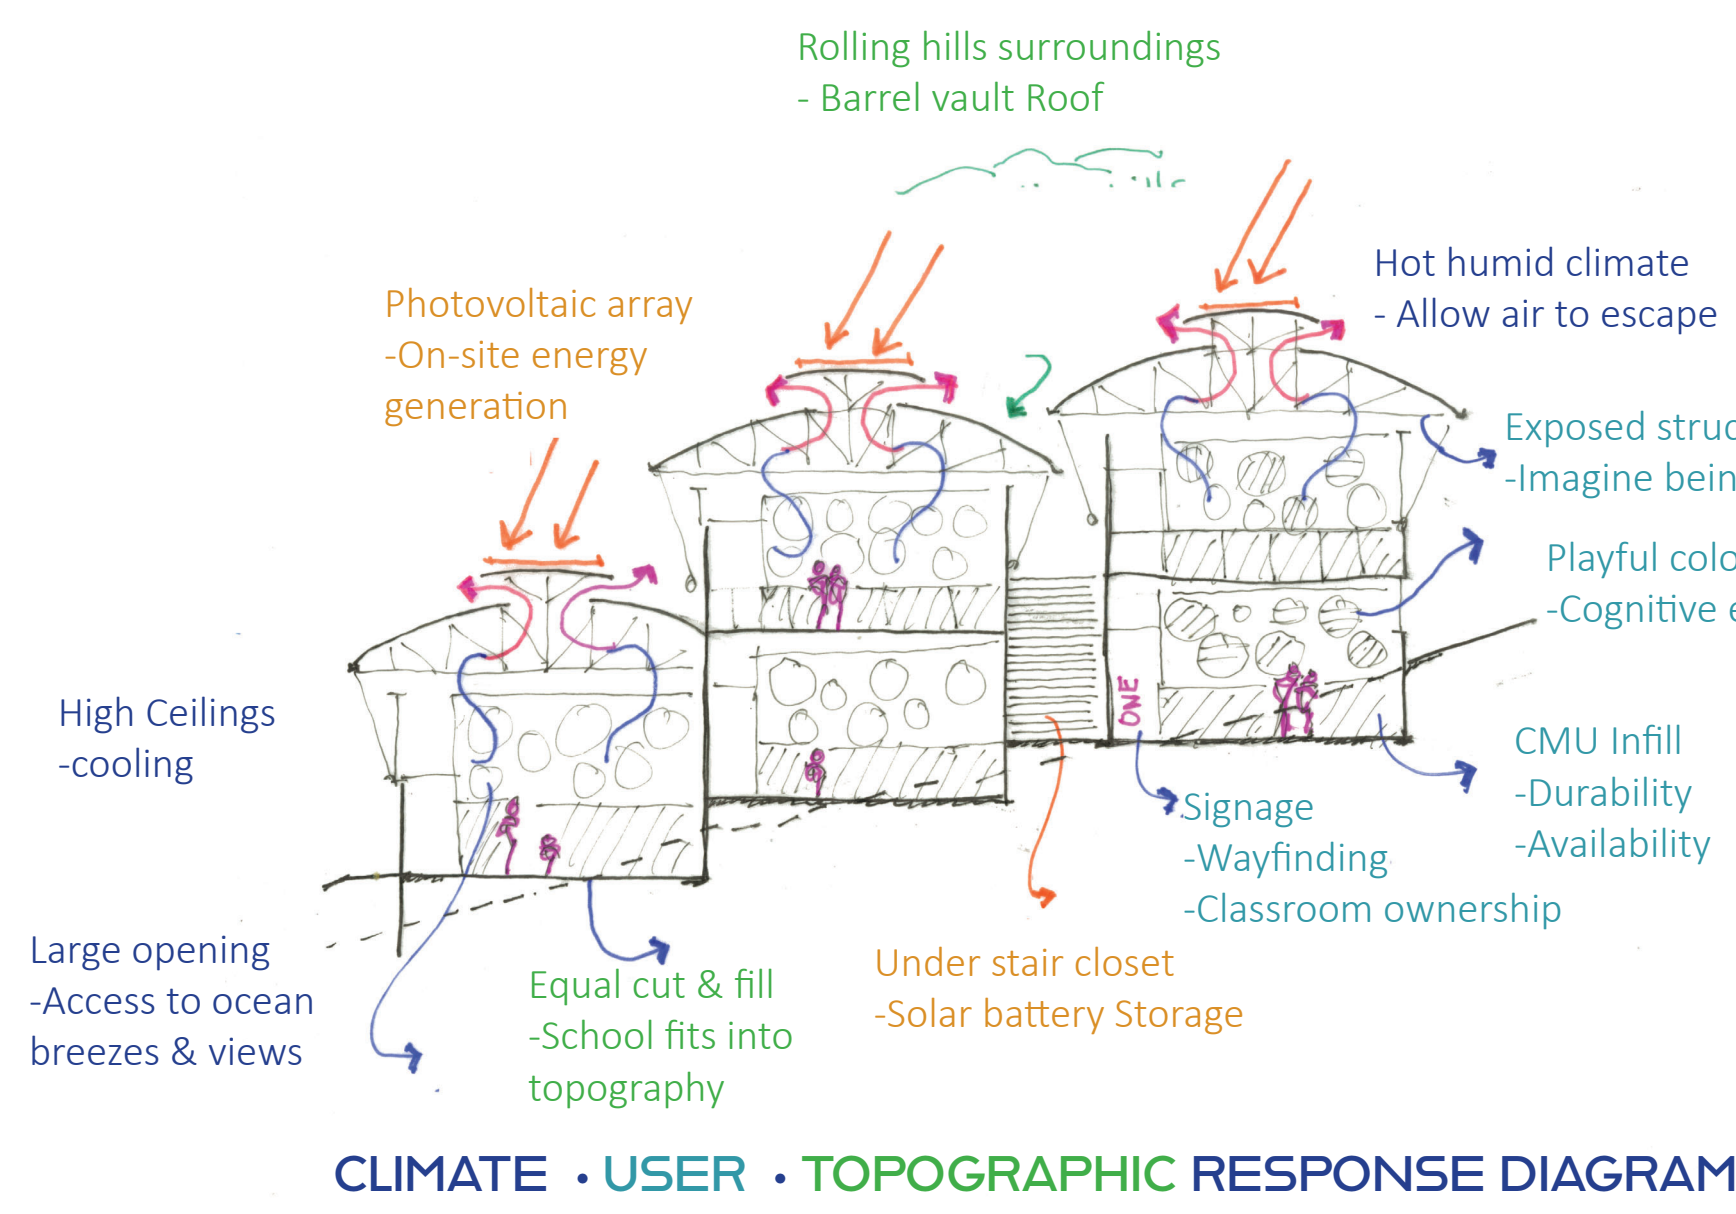 Rolling hills surroundings
- Barrel vault Roof
Hot humid climate
- Allow air to escape
Photovoltaic array
-On-site energy
generation
Exposed
-Imagine
Playful
-Cognitive
High Ceilings
-cooling
ONE
CMU Infill
-Durability
-Availability
Signage
-Wayfinding
-Classroom ownership
Large opening
-Access to ocean
breezes & views
Equal cut & fill
-School fits into
topography
Under stair closet
-Solar battery Storage
CLIMATE • USER • TOPOGRAPHIC RESPONSE DIAGRAM